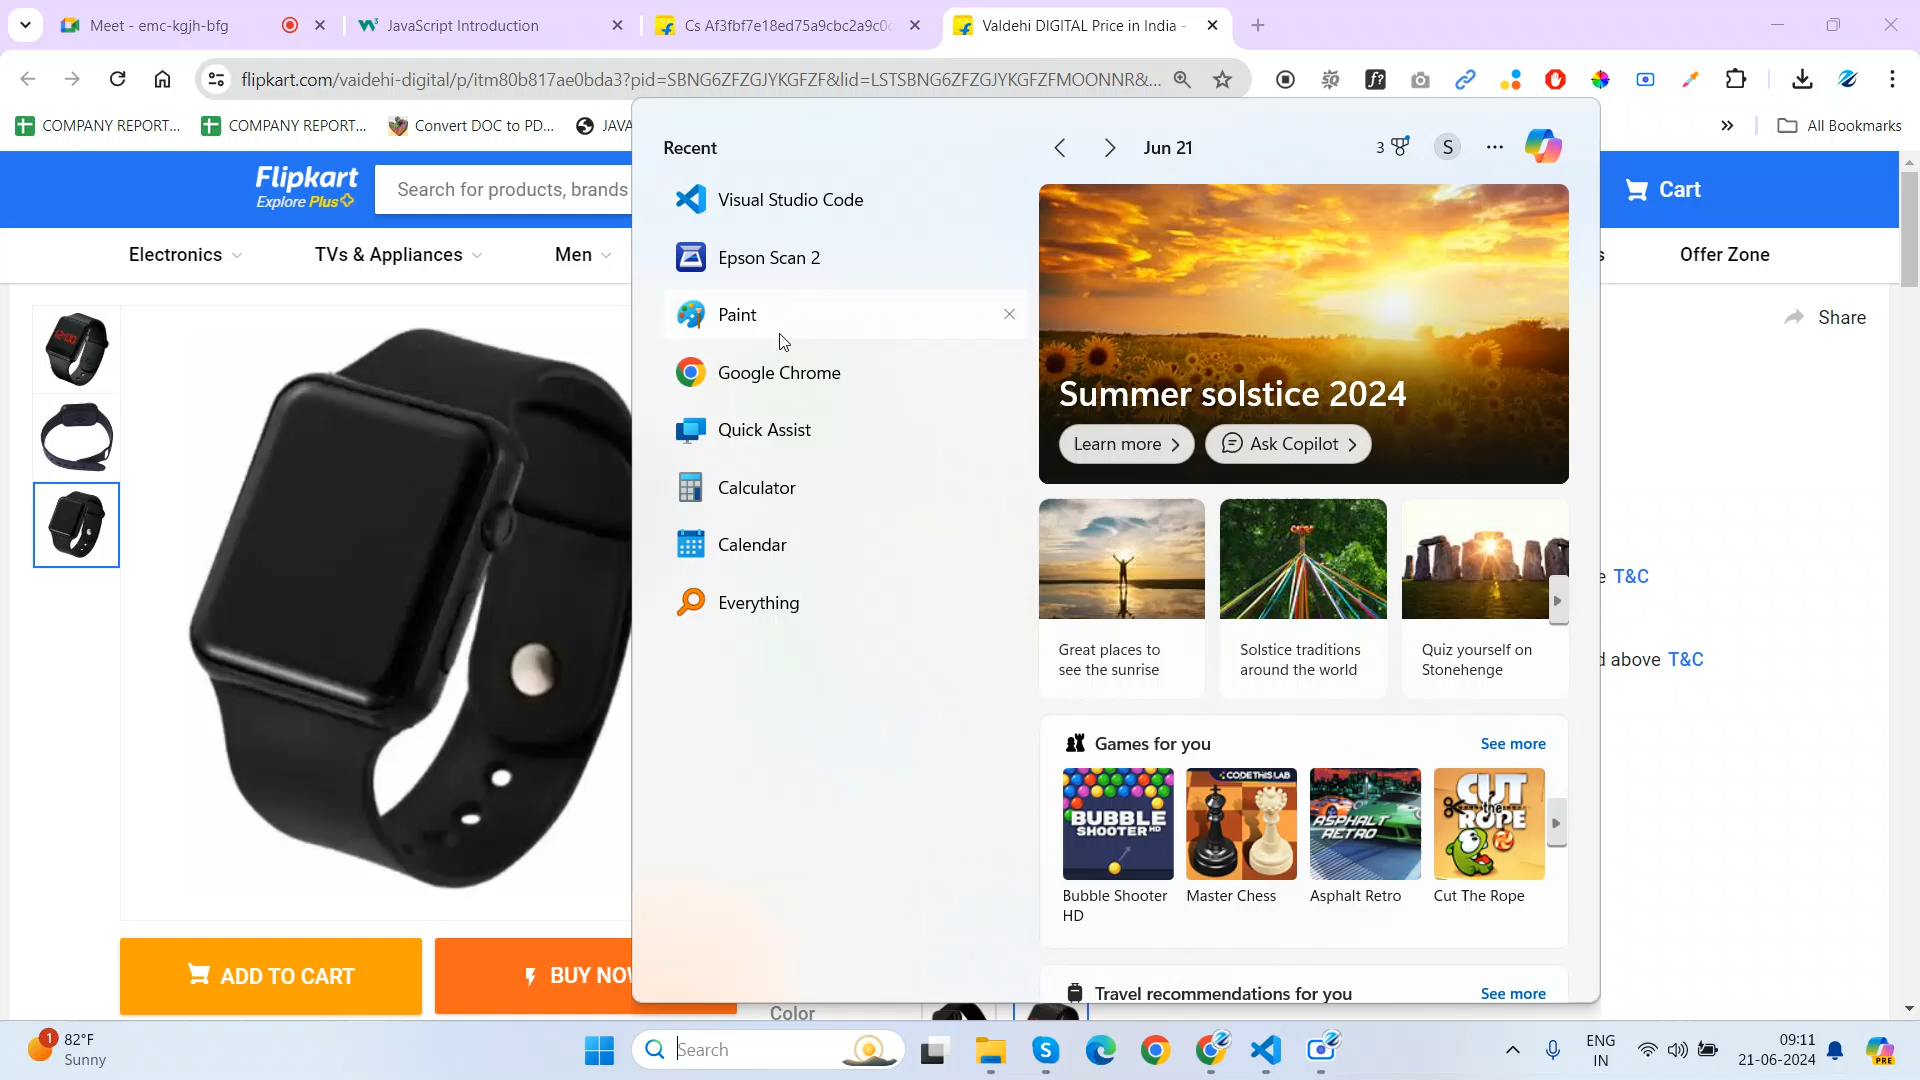 Meet - emc-kgjh-bfg
JavaScript Introduction
Cs Af3fbf7e18ed75a9cbc2a9c0c
Valdehi DIGITAL Price in India -
flipkart.com/vaidehi-digital/p/itm80b817ae0bda3?pid=SBNG6ZFZGJYKGFZF&lid=LSTSBNG6ZFZGJYKGFZFMOONNR&...
COMPANY REPORT...
COMPANY REPORT...
Convert DOC to PD...
JAVA
All Bookmarks
Flipkart
Explore Plus
Search for products, brands
Cart
Electronics
TVs & Appliances
Men
Offer Zone
Share
e T&C
d above T&C
ADD TO CART
BUY NOW
Color
Recent
Visual Studio Code
Epson Scan 2
Paint
Google Chrome
Quick Assist
Calculator
Calendar
Everything
Jun 21
3
S
Summer solstice 2024
Learn more
Ask Copilot
Great places to
see the sunrise
Solstice traditions
around the world
Quiz yourself on
Stonehenge
Games for you
See more
BUBBLE
SHOOTER HD
CODETHISLAB
ASPHALT
RETRO
CUT
the
ROPE
Bubble Shooter
HD
Master Chess
Asphalt Retro
Cut The Rope
Travel recommendations for you
See more
1
82°F
Sunny
Search
ENG
IN
09:11
21-06-2024
PRE